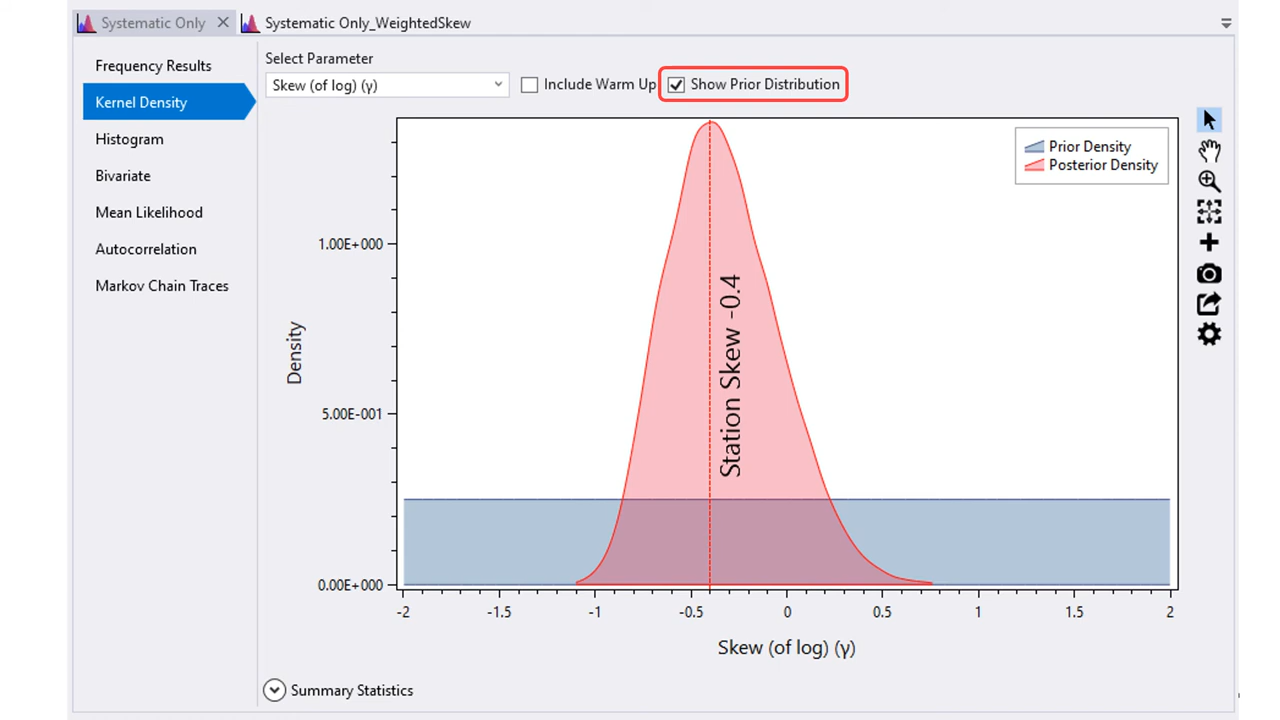 Systematic Only
Systematic Only_WeightedSkew
Frequency Results
Kernel Density
Histogram
Bivariate
Mean Likelihood
Autocorrelation
Markov Chain Traces
Select Parameter
Skew (of log) (γ)
Include Warm Up
Show Prior Distribution
Prior Density
Posterior Density
1.00E+000
5.00E-001
0.00E+000
Density
Station Skew -0.4
-2 -1.5 -1 -0.5 0 0.5 1 1.5 2
Skew (of log) (γ)
Summary Statistics